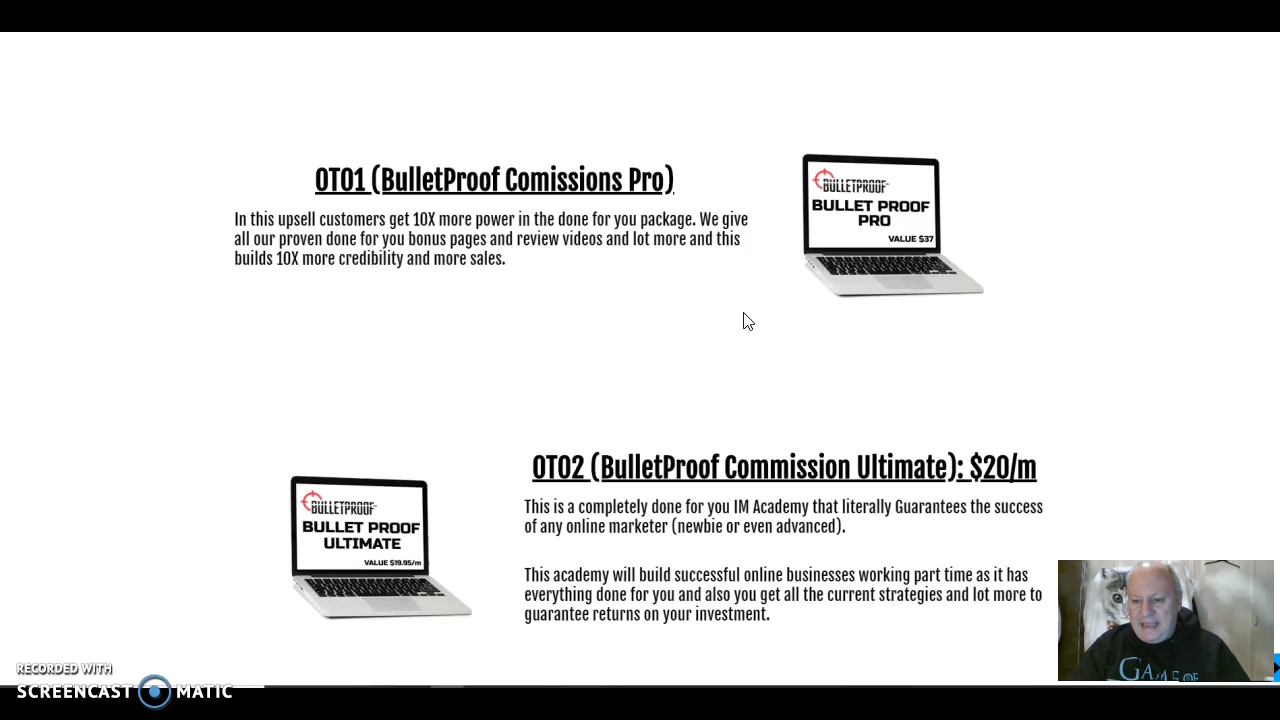 OTO1 (BulletProof Comissions Pro)
In this upsell customers get 10X more power in the done for you package. We give
all our proven done for you bonus pages and review videos and lot more and this
builds 10X more credibility and more sales.
BULLETPROOF
BULLET PROOF
PRO
VALUE $37
OTO2 (BulletProof Commission Ultimate): $20/m
This is a completely done for you IM Academy that literally Guarantees the success
of any online marketer (newbie or even advanced).
This academy will build successful online businesses working part time as it has
everything done for you and also you get all the current strategies and lot more to
guarantee returns on your investment.
BULLETPROOF
BULLET PROOF
ULTIMATE
VALUE $19.95/m
GAME OF
RECORDED WITH
SCREENCAST MATIC